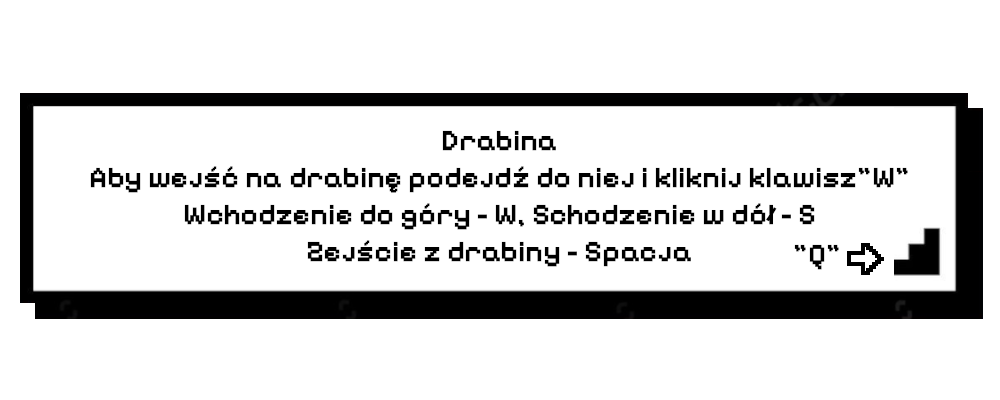 Drabina
Aby wejść na drabinę podejdź do niej i kliknij klawisz"W"
Wchodzenie do góry - W, Schodzenie w dół - S
Zejście z drabiny - Spacja
"Q"